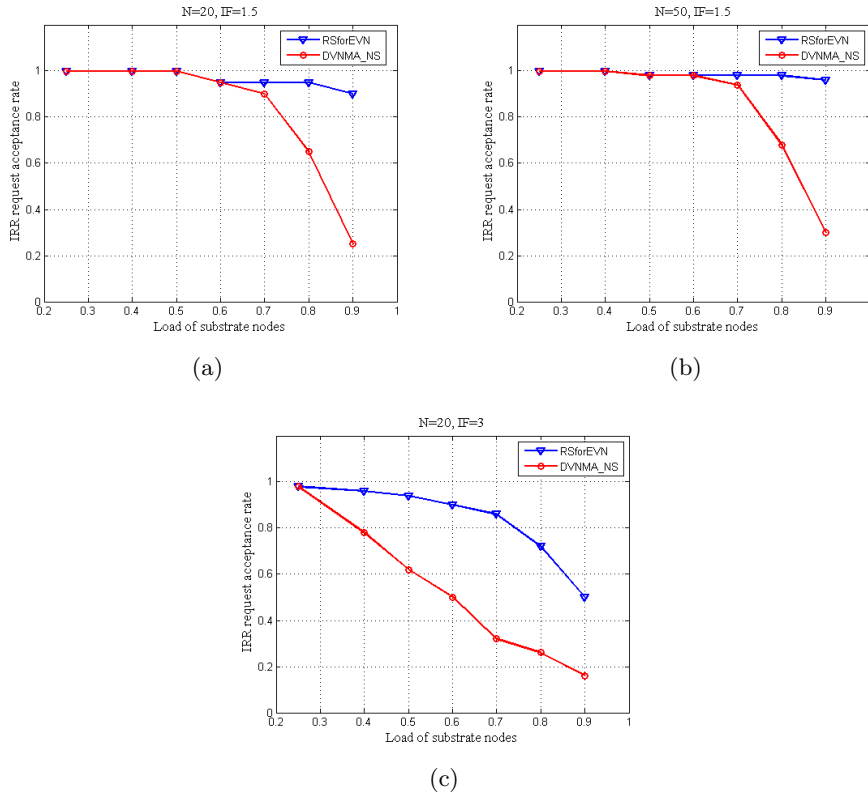 N=20, IF=1.5
RSforEVN
DVNMA_NS
IRR request acceptance rate
1
0.8
0.6
0.4
0.2
0
0.2 0.3 0.4 0.5 0.6 0.7 0.8 0.9 1
Load of substrate nodes
(a)
N=50, IF=1.5
RSforEVN
DVNMA_NS
IRR request acceptance rate
1
0.8
0.6
0.4
0.2
0
0.2 0.3 0.4 0.5 0.6 0.7 0.8 0.9
Load of substrate nodes
(b)
N=20, IF=3
RSforEVN
DVNMA_NS
IRR request acceptance rate
1
0.8
0.6
0.4
0.2
0
0.2 0.3 0.4 0.5 0.6 0.7 0.8 0.9 1
Load of substrate nodes
(c)